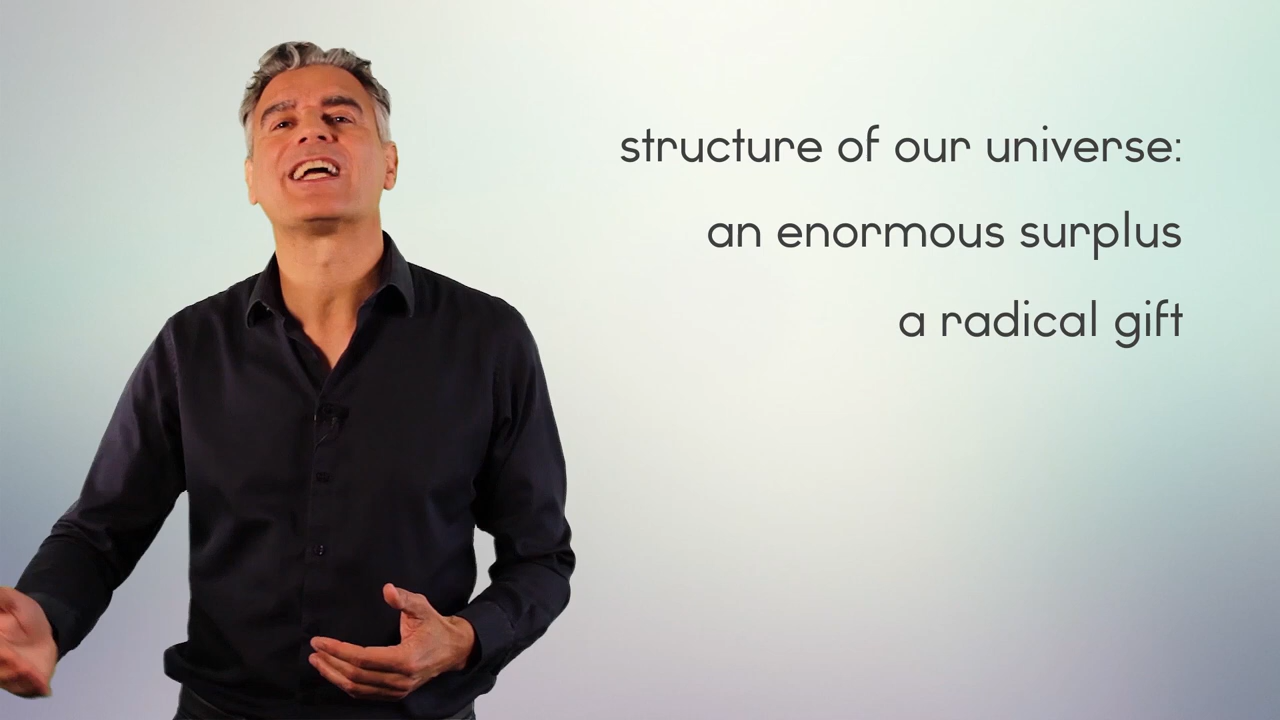 structure of our universe:
an enormous surplus
a radical gift